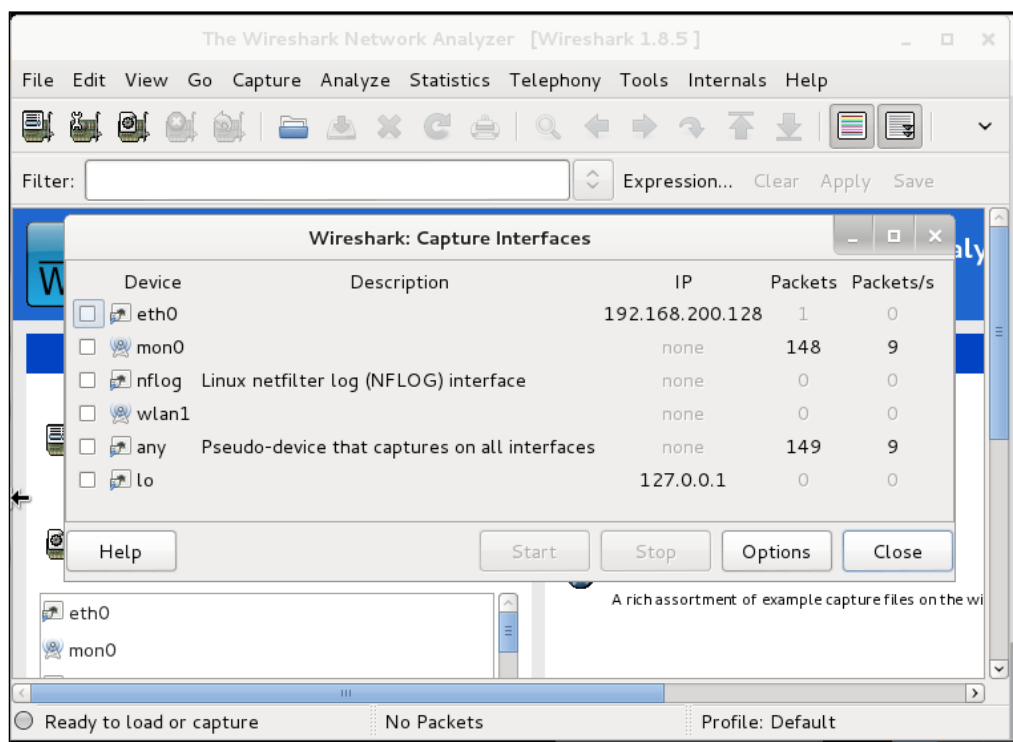 The Wireshark Network Analyzer [Wireshark 1.8.5 ]
File Edit View Go Capture Analyze Statistics Telephony Tools Internals Help
Filter: Expression... Clear Apply Save
Wireshark: Capture Interfaces
Device Description IP Packets Packets/s
eth0 192.168.200.128 1 0
mon0 none 148 9
nflog Linux netfilter log (NFLOG) interface none 0 0
wlan1 none 0 0
any Pseudo-device that captures on all interfaces none 149 9
lo 127.0.0.1 0 0
Help Start Stop Options Close
eth0
mon0
A rich assortment of example capture files on the wi
Ready to load or capture No Packets Profile: Default